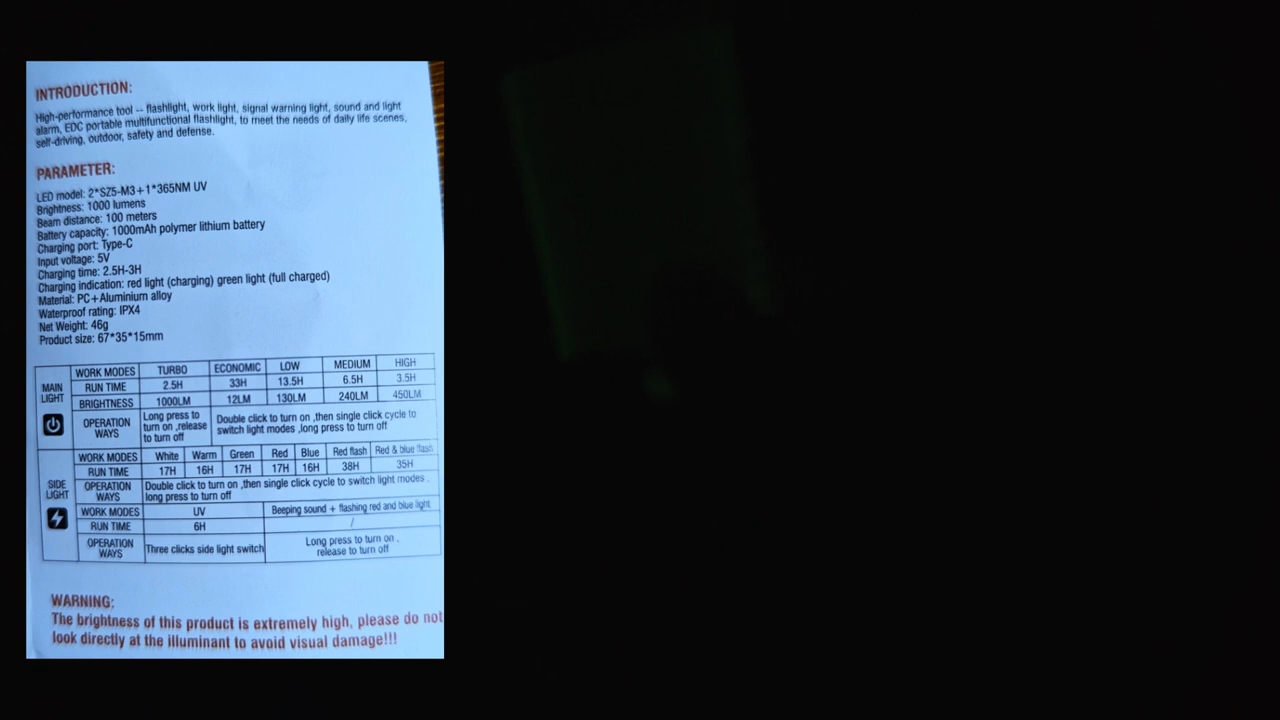 INTRODUCTION:
High-performance tool -- flashlight, work light, signal warning light, sound and light
alarm, EDC portable multifunctional flashlight, to meet the needs of daily life scenes,
self-driving, outdoor, safety and defense.
PARAMETER:
LED model: 2*SZ5-M3+1*365NM UV
Brightness: 1000 lumens
Beam distance: 100 meters
Battery capacity: 1000mAh polymer lithium battery
Charging port: Type-C
Input voltage: 5V
Charging time: 2.5H-3H
Charging indication: red light (charging) green light (full charged)
Material: PC+Aluminium alloy
Waterproof rating: IPX4
Net Weight: 46g
Product size: 67*35*15mm
MAIN LIGHT
WORK MODES TURBO ECONOMIC LOW MEDIUM HIGH
RUN TIME 2.5H 33H 13.5H 6.5H 3.5H
BRIGHTNESS 1000LM 12LM 130LM 240LM 450LM
OPERATION WAYS
Long press to
turn on ,release
to turn off
Double click to turn on ,then single click cycle to
switch light modes ,long press to turn off
SIDE LIGHT
WORK MODES White Warm Green Red Blue Red flash Red & blue flash
RUN TIME 17H 16H 17H 17H 16H 38H 35H
OPERATION WAYS
Double click to turn on ,then single click cycle to switch light modes ,
long press to turn off
WORK MODES UV Beeping sound + flashing red and blue light
RUN TIME 6H /
OPERATION WAYS
Three clicks side light switch
Long press to turn on ,
release to turn off
WARNING:
The brightness of this product is extremely high, please do not
look directly at the illuminant to avoid visual damage!!!